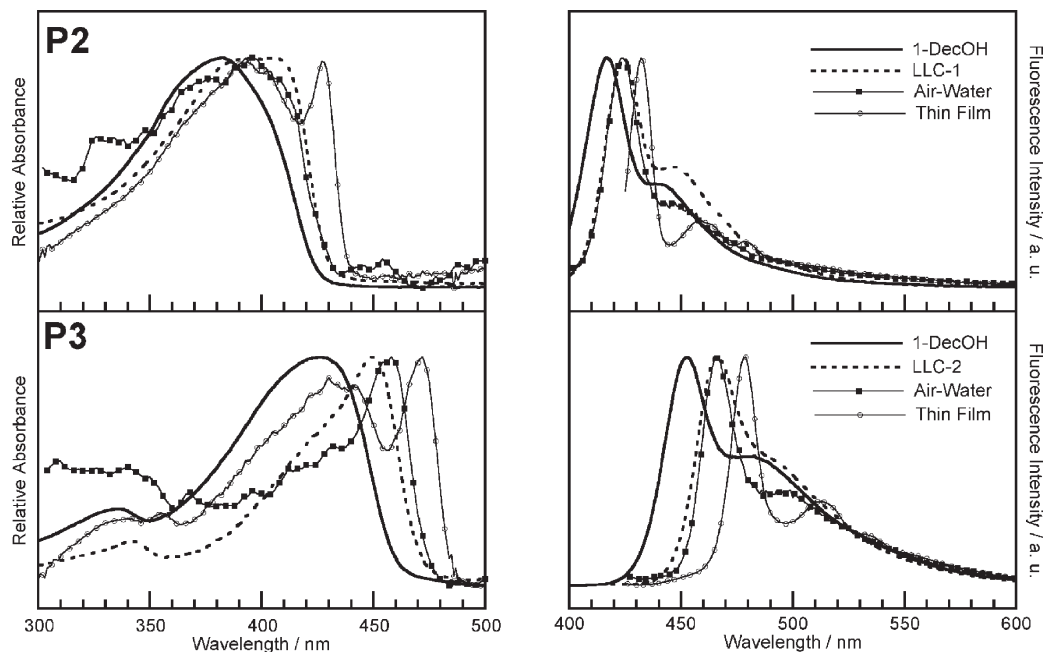 P2
Relative Absorbance
1-DecOH
LLC-1
Air-Water
Thin Film
Fluorescence Intensity / a. u.
P3
Relative Absorbance
300 350 400 450 500
Wavelength / nm
1-DecOH
LLC-2
Air-Water
Thin Film
Fluorescence Intensity / a. u.
400 450 500 550 600
Wavelength / nm